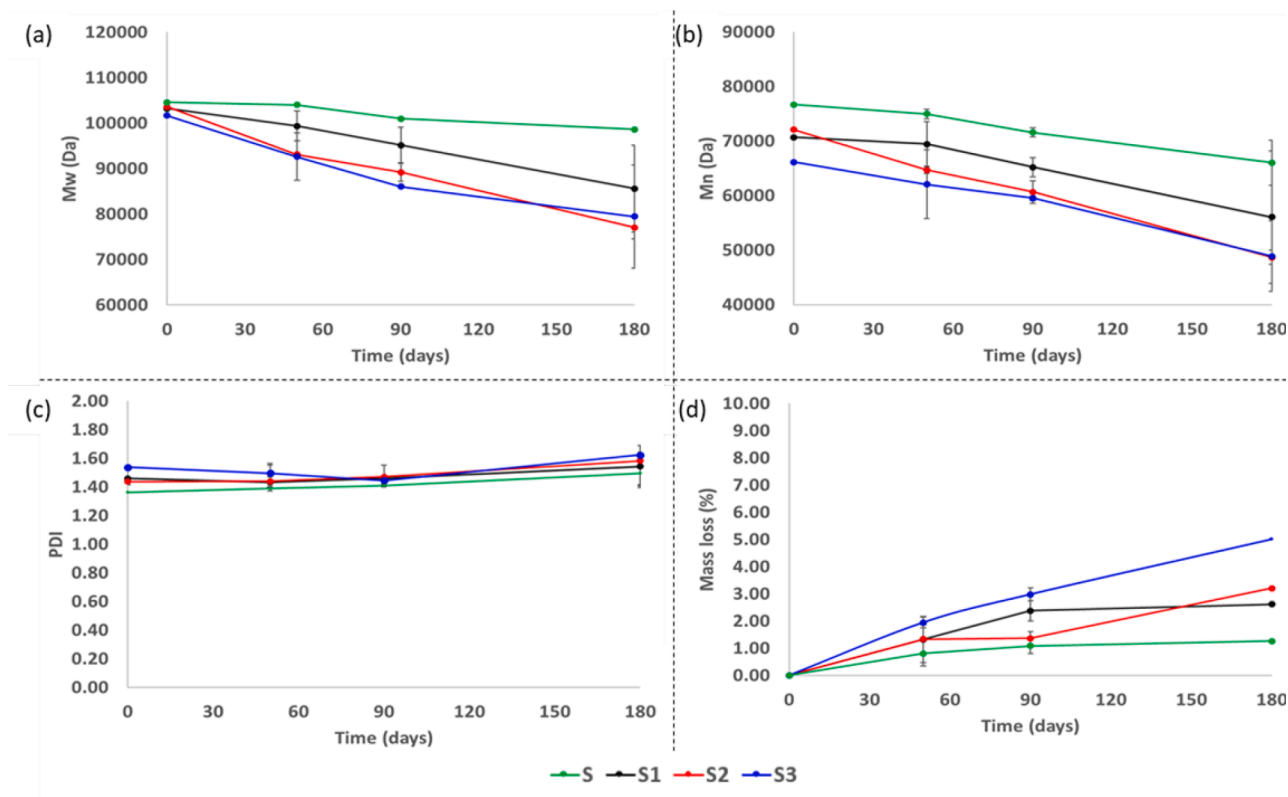 (a)
120000
110000
100000
90000
80000
70000
60000
Mw (Da)
0 30 60 90 120 150 180
Time (days)
(b)
90000
80000
70000
60000
50000
40000
Mn (Da)
0 30 60 90 120 150 180
Time (days)
(c)
2.00
1.80
1.60
1.40
1.20
1.00
0.80
0.60
0.40
0.20
0.00
PDI
0 30 60 90 120 150 180
Time (days)
(d)
10.00
9.00
8.00
7.00
6.00
5.00
4.00
3.00
2.00
1.00
0.00
Mass loss (%)
0 30 60 90 120 150 180
Time (days)
S S1 S2 S3